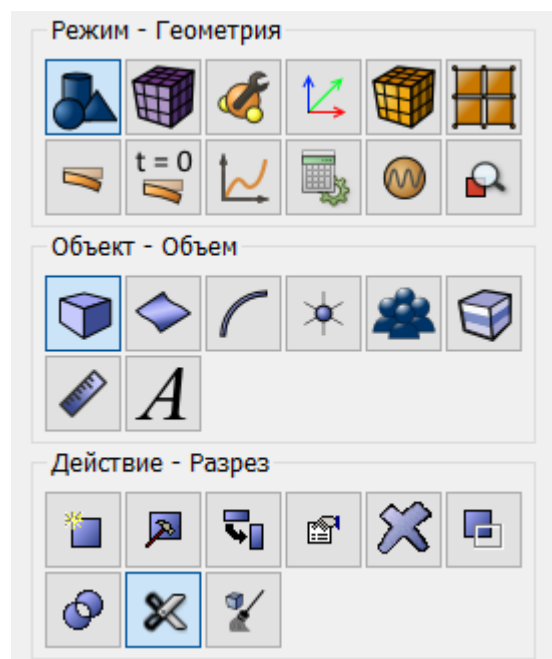 Режим - Геометрия
t = 0
Объект - Объем
A
Действие - Разрез